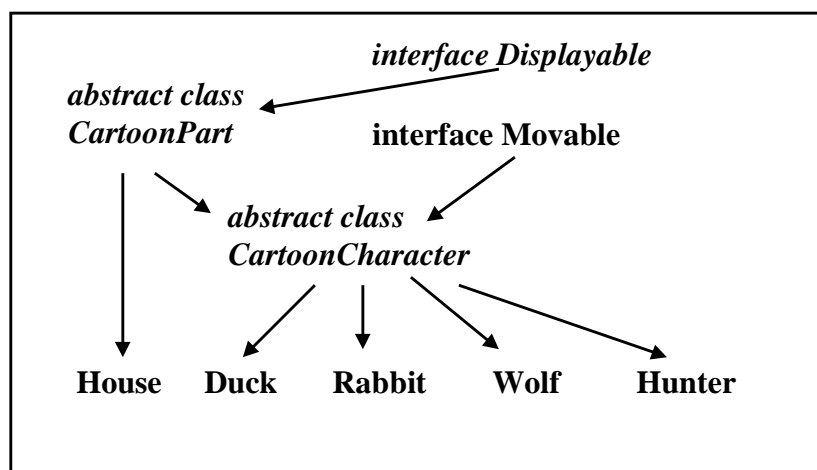 interface Displayable
abstract class
CartoonPart
interface Movable
abstract class
CartoonCharacter
House Duck Rabbit Wolf Hunter